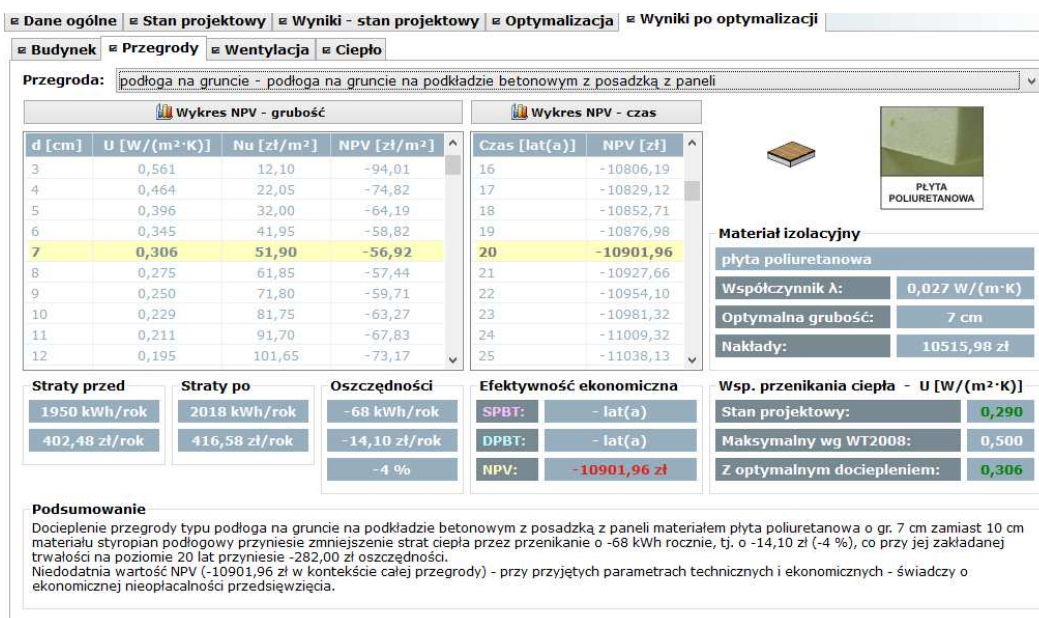 Dane ogólne Stan projektowy Wyniki - stan projektowy Optymalizacja Wyniki po optymalizacji
Budynek Przegrody Wentylacja Ciepło
Przegroda: podłoga na gruncie - podłoga na gruncie na podkładzie betonowym z posadzką z paneli
Wykres NPV - grubość
d [cm] U [W/(m²·K)] Nu [zł/m²] NPV [zł/m²]
3 0,561 12,10 -94,01
4 0,464 22,05 -74,82
5 0,396 32,00 -64,19
6 0,345 41,95 -58,82
7 0,306 51,90 -56,92
8 0,275 61,85 -57,44
9 0,250 71,80 -59,71
10 0,229 81,75 -63,27
11 0,211 91,70 -67,83
12 0,195 101,65 -73,17
Wykres NPV - czas
Czas [lat(a)] NPV [zł]
16 -10806,19
17 -10829,12
18 -10852,71
19 -10876,98
20 -10901,96
21 -10927,66
22 -10954,10
23 -10981,32
24 -11009,32
25 -11038,13
PŁYTA
POLIURETANOWA
Materiał izolacyjny
płyta poliuretanowa
Współczynnik λ: 0,027 W/(m·K)
Optymalna grubość: 7 cm
Nakłady: 10515,98 zł
Straty przed
1950 kWh/rok
402,48 zł/rok
Straty po
2018 kWh/rok
416,58 zł/rok
Oszczędności
-68 kWh/rok
-14,10 zł/rok
-4 %
Efektywność ekonomiczna
SPBT: - lat(a)
DPBT: - lat(a)
NPV: -10901,96 zł
Wsp. przenikania ciepła - U [W/(m²·K)]
Stan projektowy: 0,290
Maksymalny wg WT2008: 0,500
Z optymalnym dociepleniem: 0,306
Podsumowanie
Docieplenie przegrody typu podłoga na gruncie na podkładzie betonowym z posadzką z paneli materiałem płyta poliuretanowa o gr. 7 cm zamiast 10 cm
materiału styropian podłogowy przyniesie zmniejszenie strat ciepła przez przenikanie o -68 kWh rocznie, tj. o -14,10 zł (-4 %), co przy jej zakładanej
trwałości na poziomie 20 lat przyniesie -282,00 zł oszczędności.
Niedodatnia wartość NPV (-10901,96 zł w kontekście całej przegrody) - przy przyjętych parametrach technicznych i ekonomicznych - świadczy o
ekonomicznej nieopłacalności przedsięwzięcia.